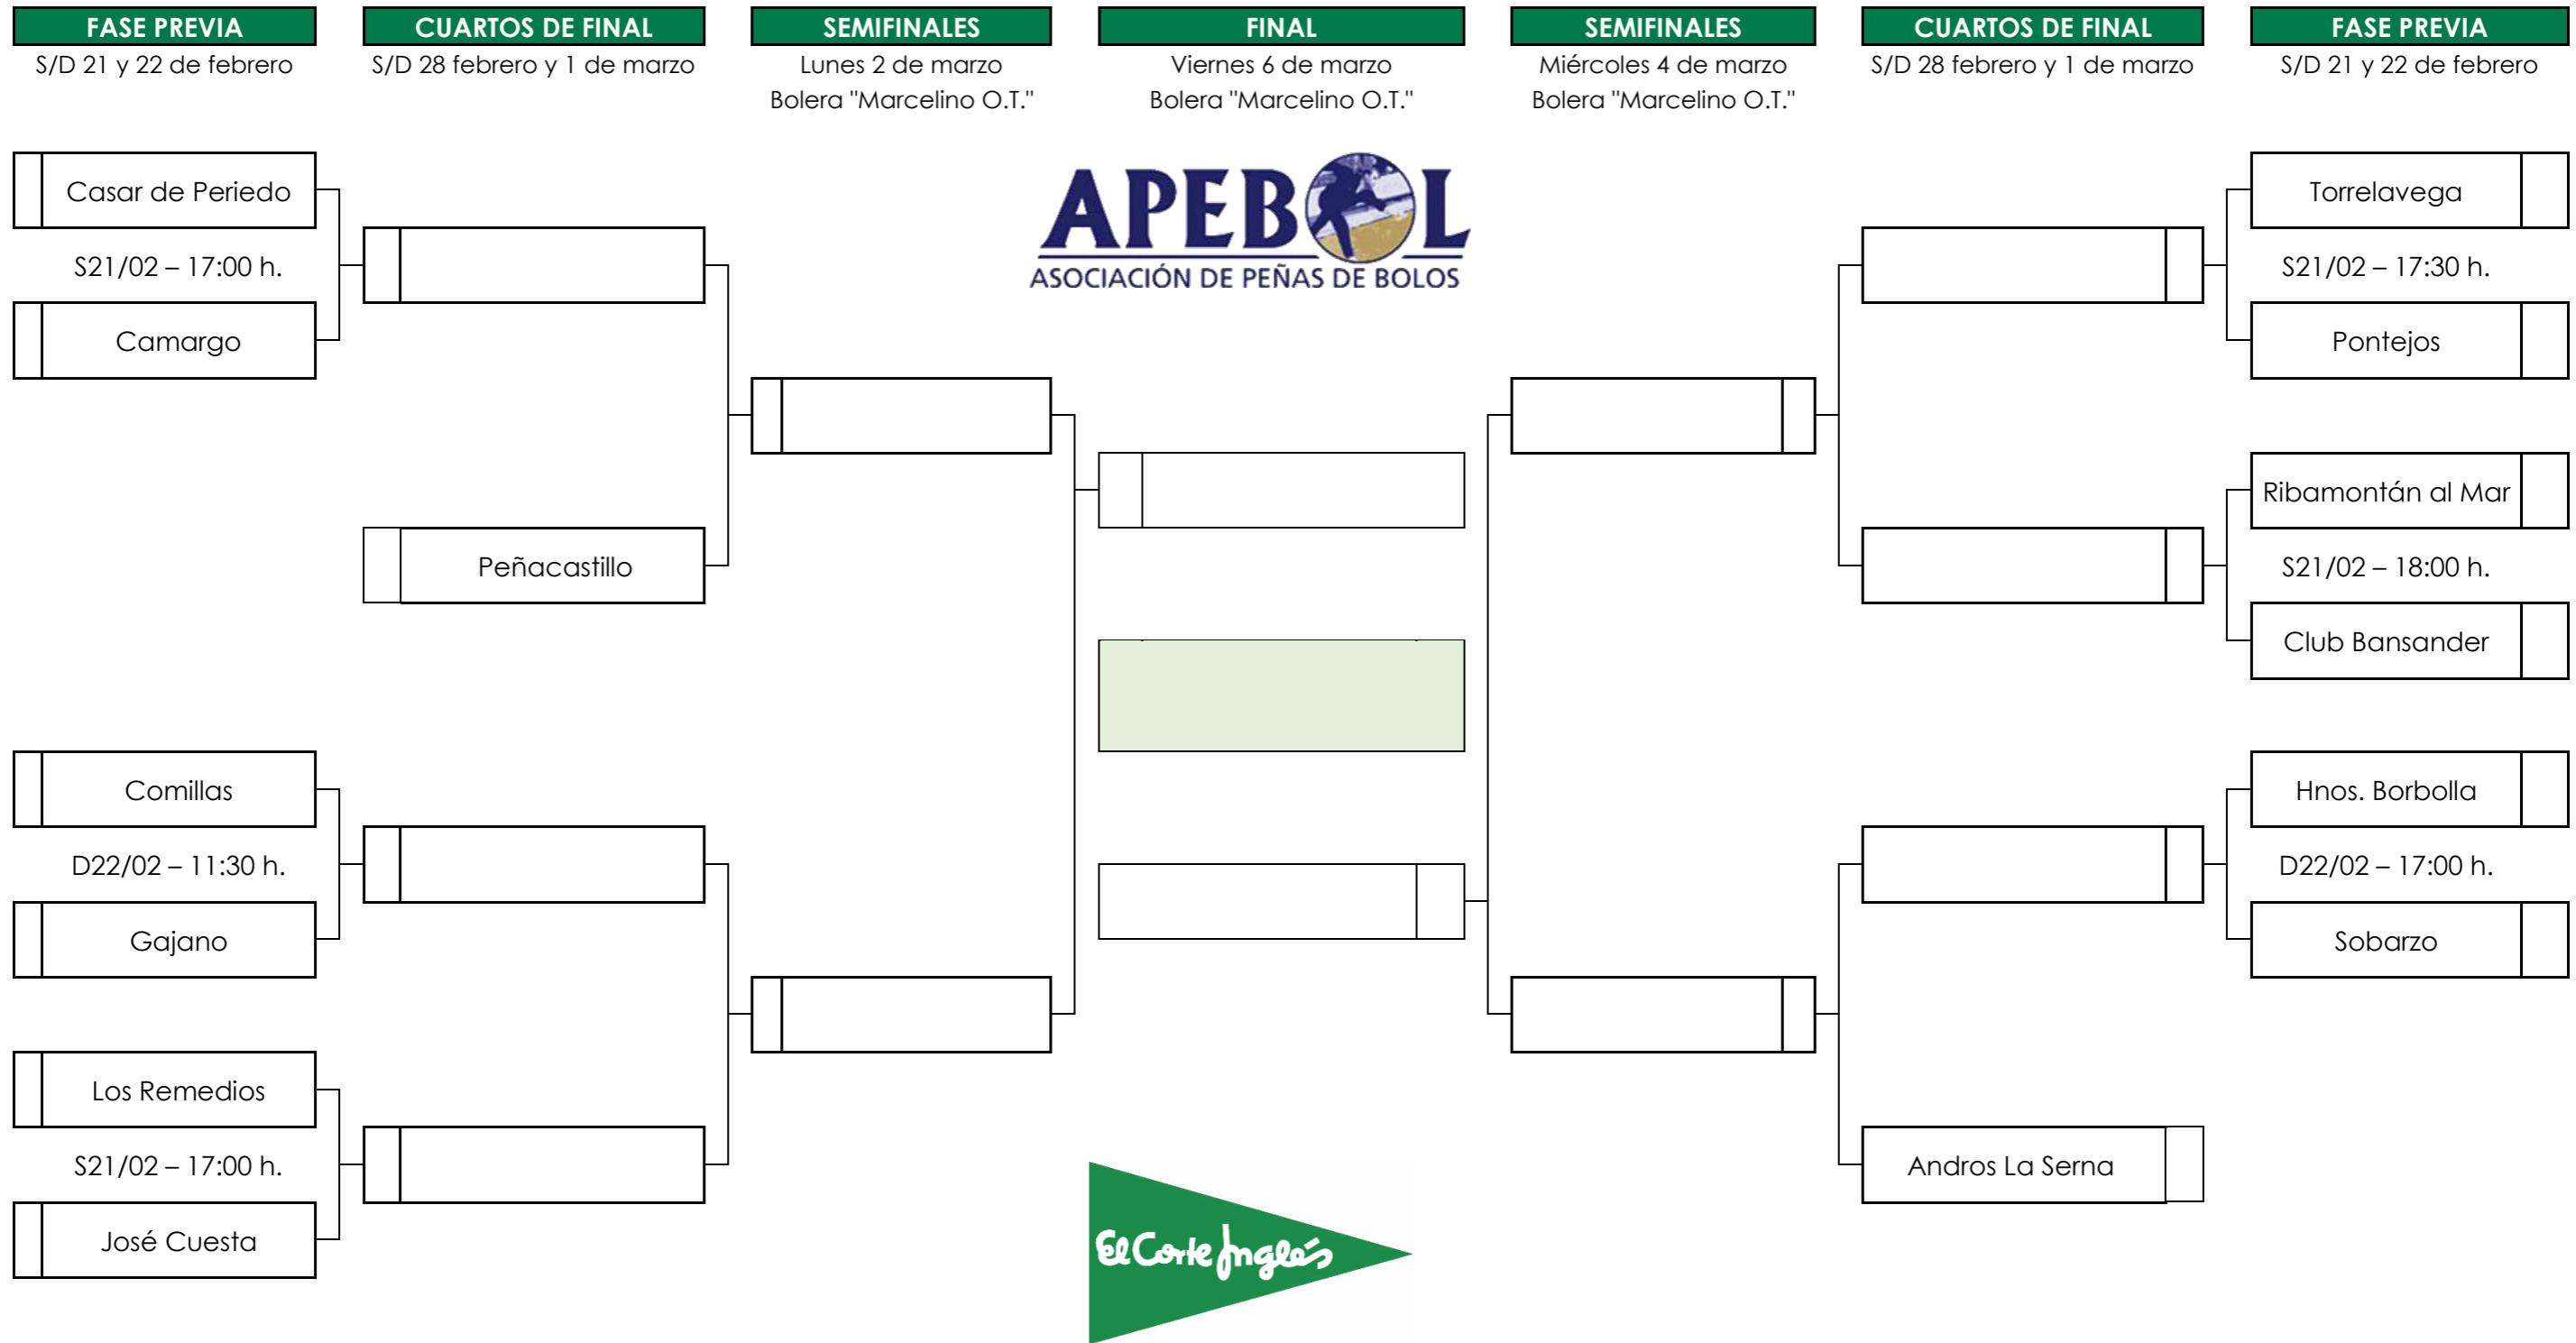 FASE PREVIA
S/D 21 y 22 de febrero
CUARTOS DE FINAL
S/D 28 febrero y 1 de marzo
SEMIFINALES
Lunes 2 de marzo
Bolera "Marcelino O.T."
FINAL
Viernes 6 de marzo
Bolera "Marcelino O.T."
SEMIFINALES
Miércoles 4 de marzo
Bolera "Marcelino O.T."
CUARTOS DE FINAL
S/D 28 febrero y 1 de marzo
FASE PREVIA
S/D 21 y 22 de febrero
APEBOL
ASOCIACIÓN DE PEÑAS DE BOLOS
Casar de Periedo
S21/02 – 17:00 h.
Camargo
Peñacastillo
Comillas
D22/02 – 11:30 h.
Gajano
Los Remedios
S21/02 – 17:00 h.
José Cuesta
Torrelavega
S21/02 – 17:30 h.
Pontejos
Ribamontán al Mar
S21/02 – 18:00 h.
Club Bansander
Hnos. Borbolla
D22/02 – 17:00 h.
Sobarzo
Andros La Serna
El Corte Inglés